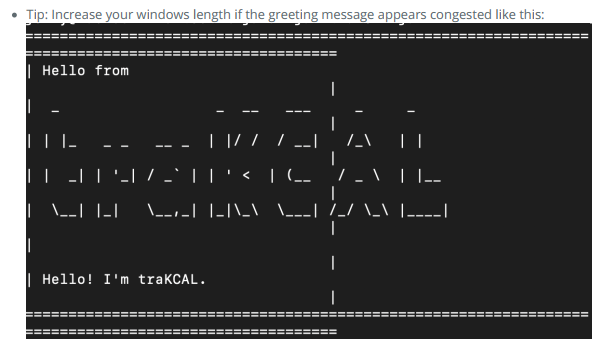 Tip: Increase your windows length if the greeting message appears congested like this:
=================================================================
====================================
| Hello from
                                   |
|  _                 _  __   ___     _     _
                                   |
| | |_   _ _   __ _ | |/ /  / __|   /_\   | |
                                   |
| |  _| | '_| / _` | | ' <  | (__   / _ \  | |__
                                   |
|  \__| |_|   \__,_| |_|\_\  \___| /_/ \_\ |____|
                                   |
|
                                   |
| Hello! I'm traKCAL.
                                   |
=================================================================
====================================